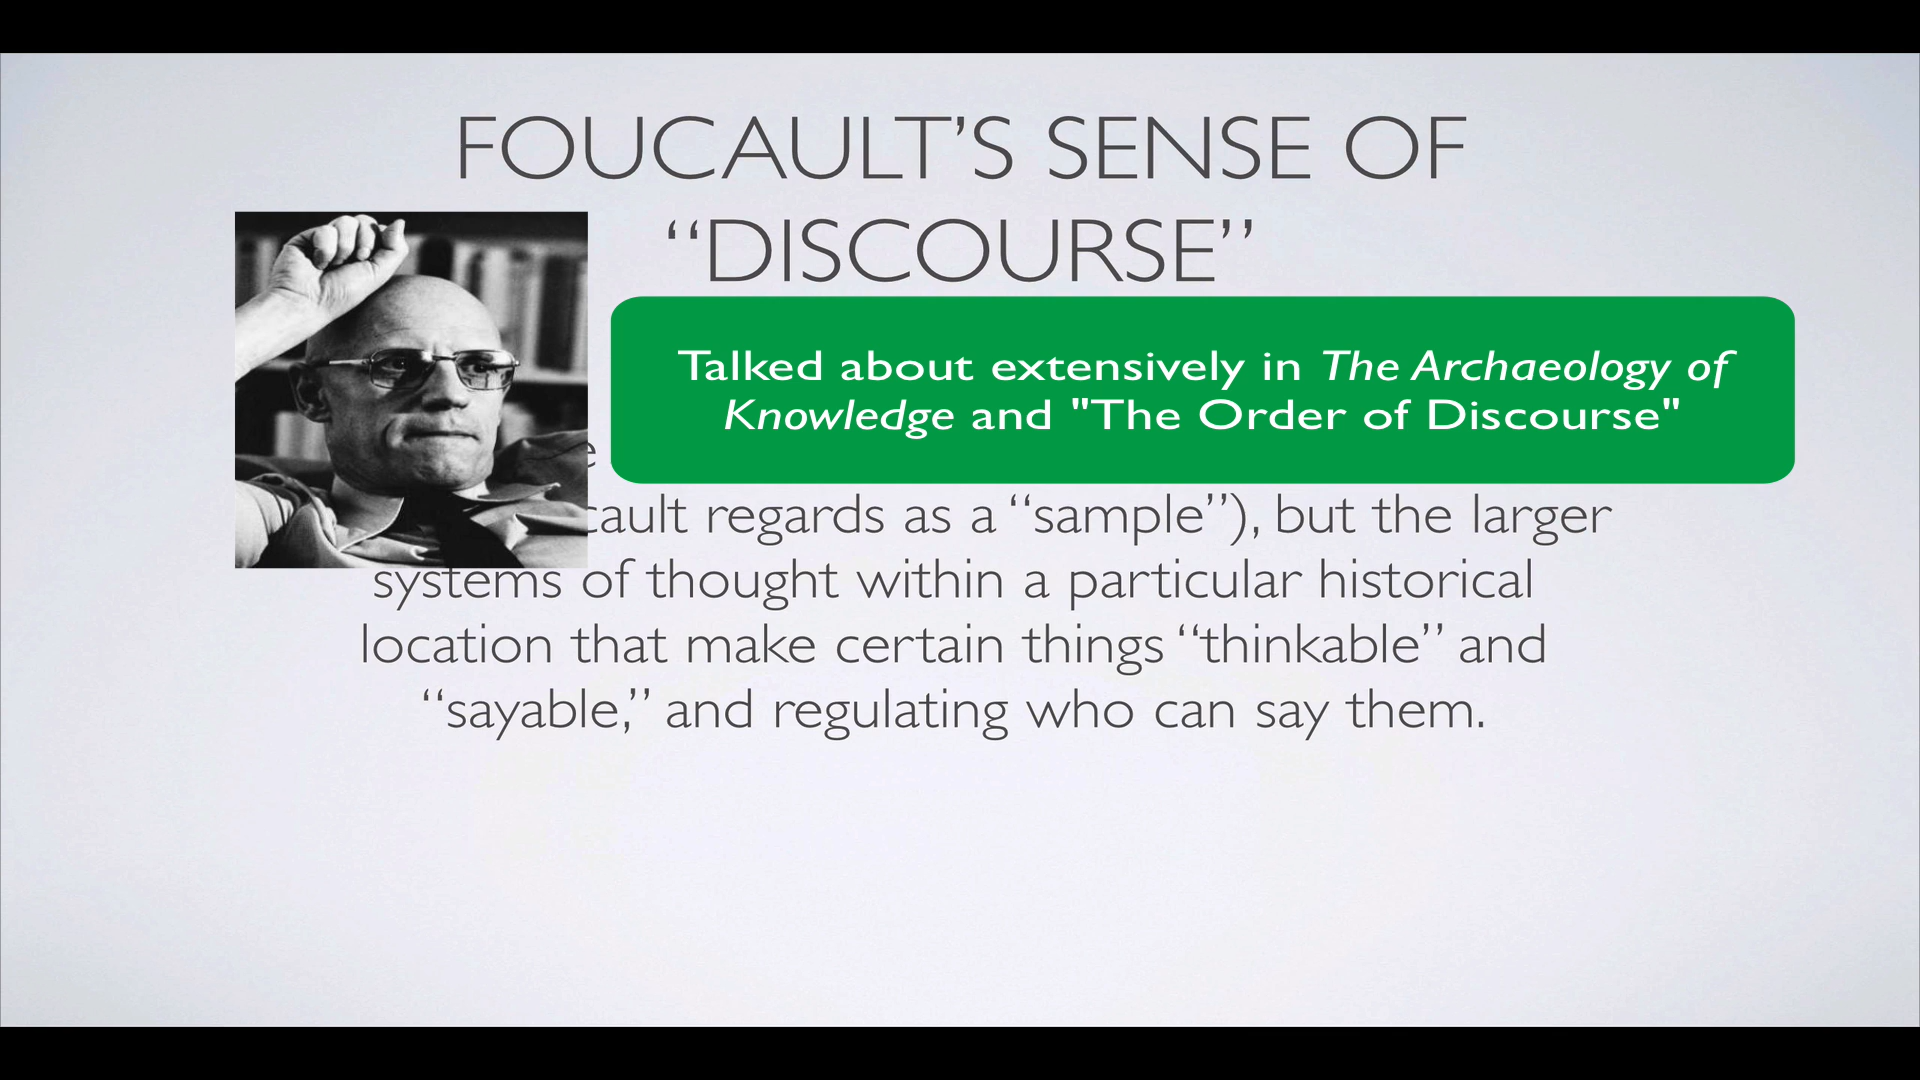 FOUCAULT’S SENSE OF
“DISCOURSE”
Talked about extensively in The Archaeology of
Knowledge and "The Order of Discourse"
cault regards as a “sample”), but the larger
systems of thought within a particular historical
location that make certain things “thinkable” and
“sayable,” and regulating who can say them.